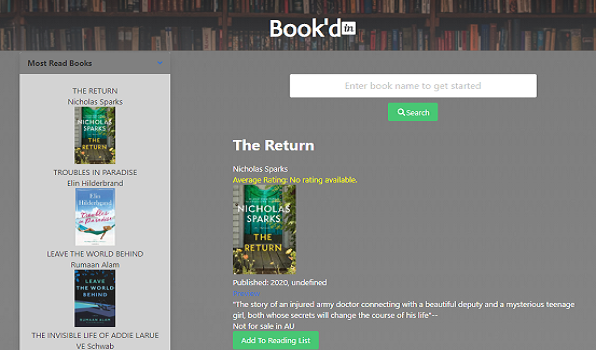 Book'd in
Most Read Books
THE RETURN
Nicholas Sparks
NICHOLAS
SPARKS
THE
RETURN
TROUBLES IN PARADISE
Elin Hilderbrand
Elin
Hilderbrand
Troubles in
Paradise
LEAVE THE WORLD BEHIND
Rumaan Alam
LEAVE
THE WORLD
BEHIND
RUMAAN ALAM
THE INVISIBLE LIFE OF ADDIE LARUE
VE Schwab
Enter book name to get started
Search
The Return
Nicholas Sparks
Average Rating: No rating available.
NICHOLAS
SPARKS
THE
RETURN
Published: 2020, undefined
Preview
"The story of an injured army doctor connecting with a beautiful deputy and a mysterious teenage
girl, both whose secrets will change the course of his life"--
Not for sale in AU
Add To Reading List